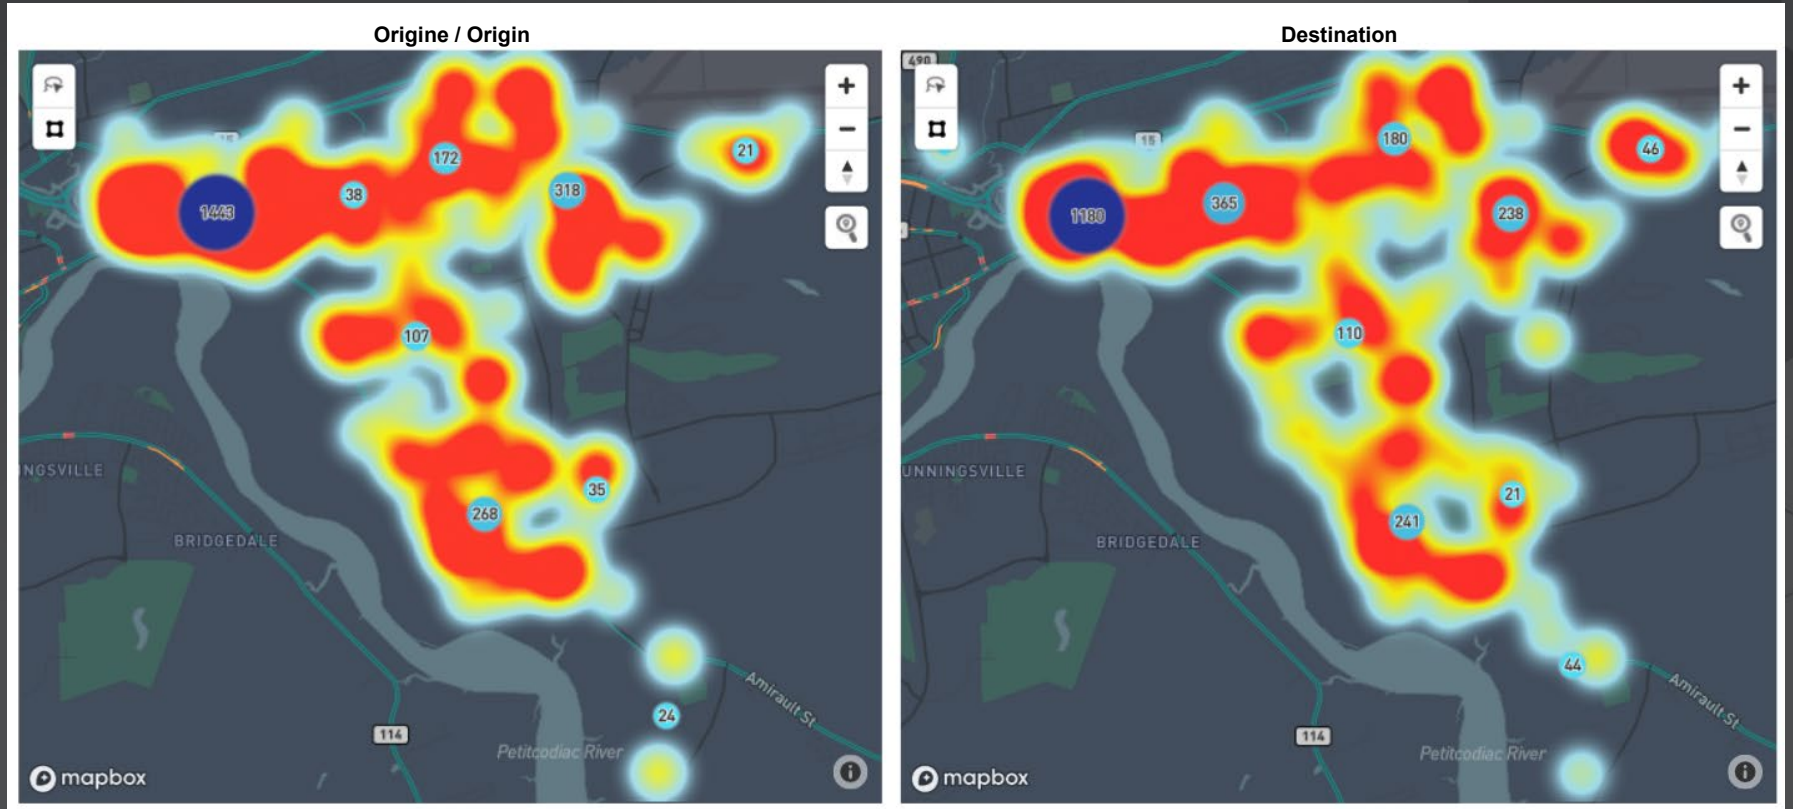 Origine / Origin
15
172
38
1443
318
21
107
35
268
INGSVILLE
BRIDGEDALE
24
Amirault St
114
Petitcodiac River
mapbox
Destination
490
15
180
46
365
1180
238
110
21
241
UNNINGSVILLE
BRIDGEDALE
44
Amirault St
114
Petitcodiac River
mapbox